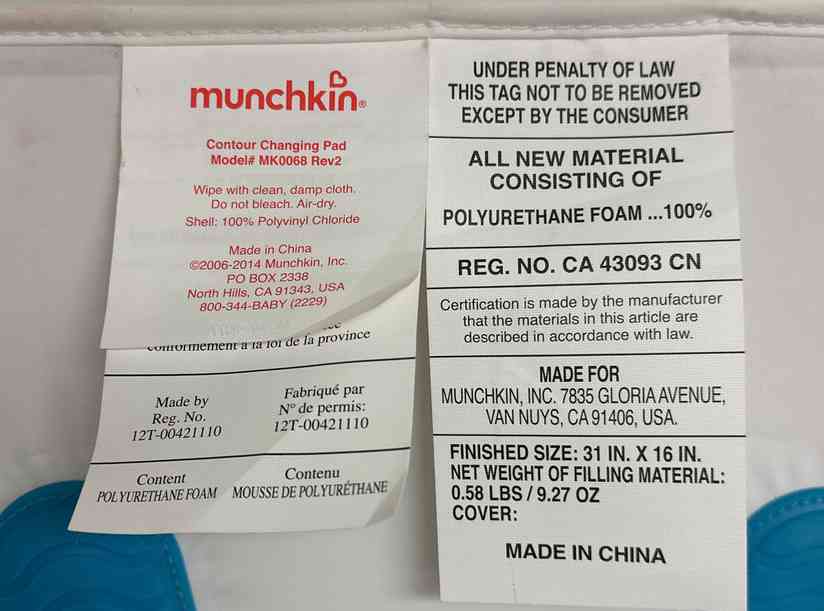 munchkin®
Contour Changing Pad
Model# MK0068 Rev2
Wipe with clean, damp cloth.
Do not bleach. Air-dry.
Shell: 100% Polyvinyl Chloride
Made in China
©2006-2014 Munchkin, Inc.
PO BOX 2338
North Hills, CA 91343, USA
800-344-BABY (2229)
conformément à la loi de la province
Made by
Reg. No.
12T-00421110
Fabriqué par
Nº de permis:
12T-00421110
Content
POLYURETHANE FOAM
Contenu
MOUSSE DE POLYURÉTHANE
UNDER PENALTY OF LAW
THIS TAG NOT TO BE REMOVED
EXCEPT BY THE CONSUMER
ALL NEW MATERIAL
CONSISTING OF
POLYURETHANE FOAM ...100%
REG. NO. CA 43093 CN
Certification is made by the manufacturer
that the materials in this article are
described in accordance with law.
MADE FOR
MUNCHKIN, INC. 7835 GLORIA AVENUE,
VAN NUYS, CA 91406, USA.
FINISHED SIZE: 31 IN. X 16 IN.
NET WEIGHT OF FILLING MATERIAL:
0.58 LBS / 9.27 OZ
COVER:
MADE IN CHINA